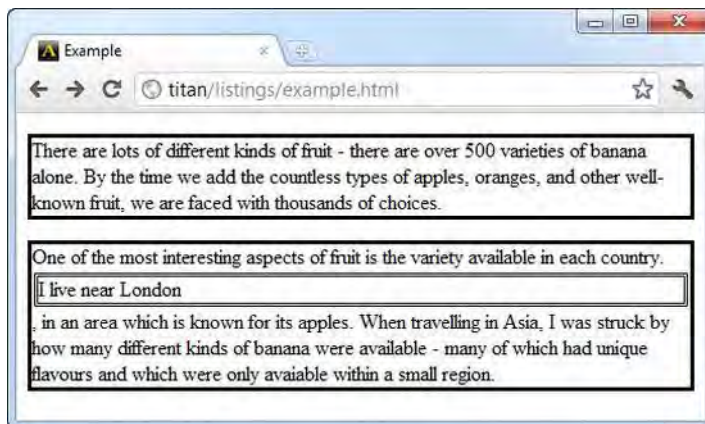 Example
titan/listings/example.html
There are lots of different kinds of fruit - there are over 500 varieties of banana
alone. By the time we add the countless types of apples, oranges, and other well-
known fruit, we are faced with thousands of choices.
One of the most interesting aspects of fruit is the variety available in each country.
I live near London
, in an area which is known for its apples. When travelling in Asia, I was struck by
how many different kinds of banana were available - many of which had unique
flavours and which were only avaiable within a small region.